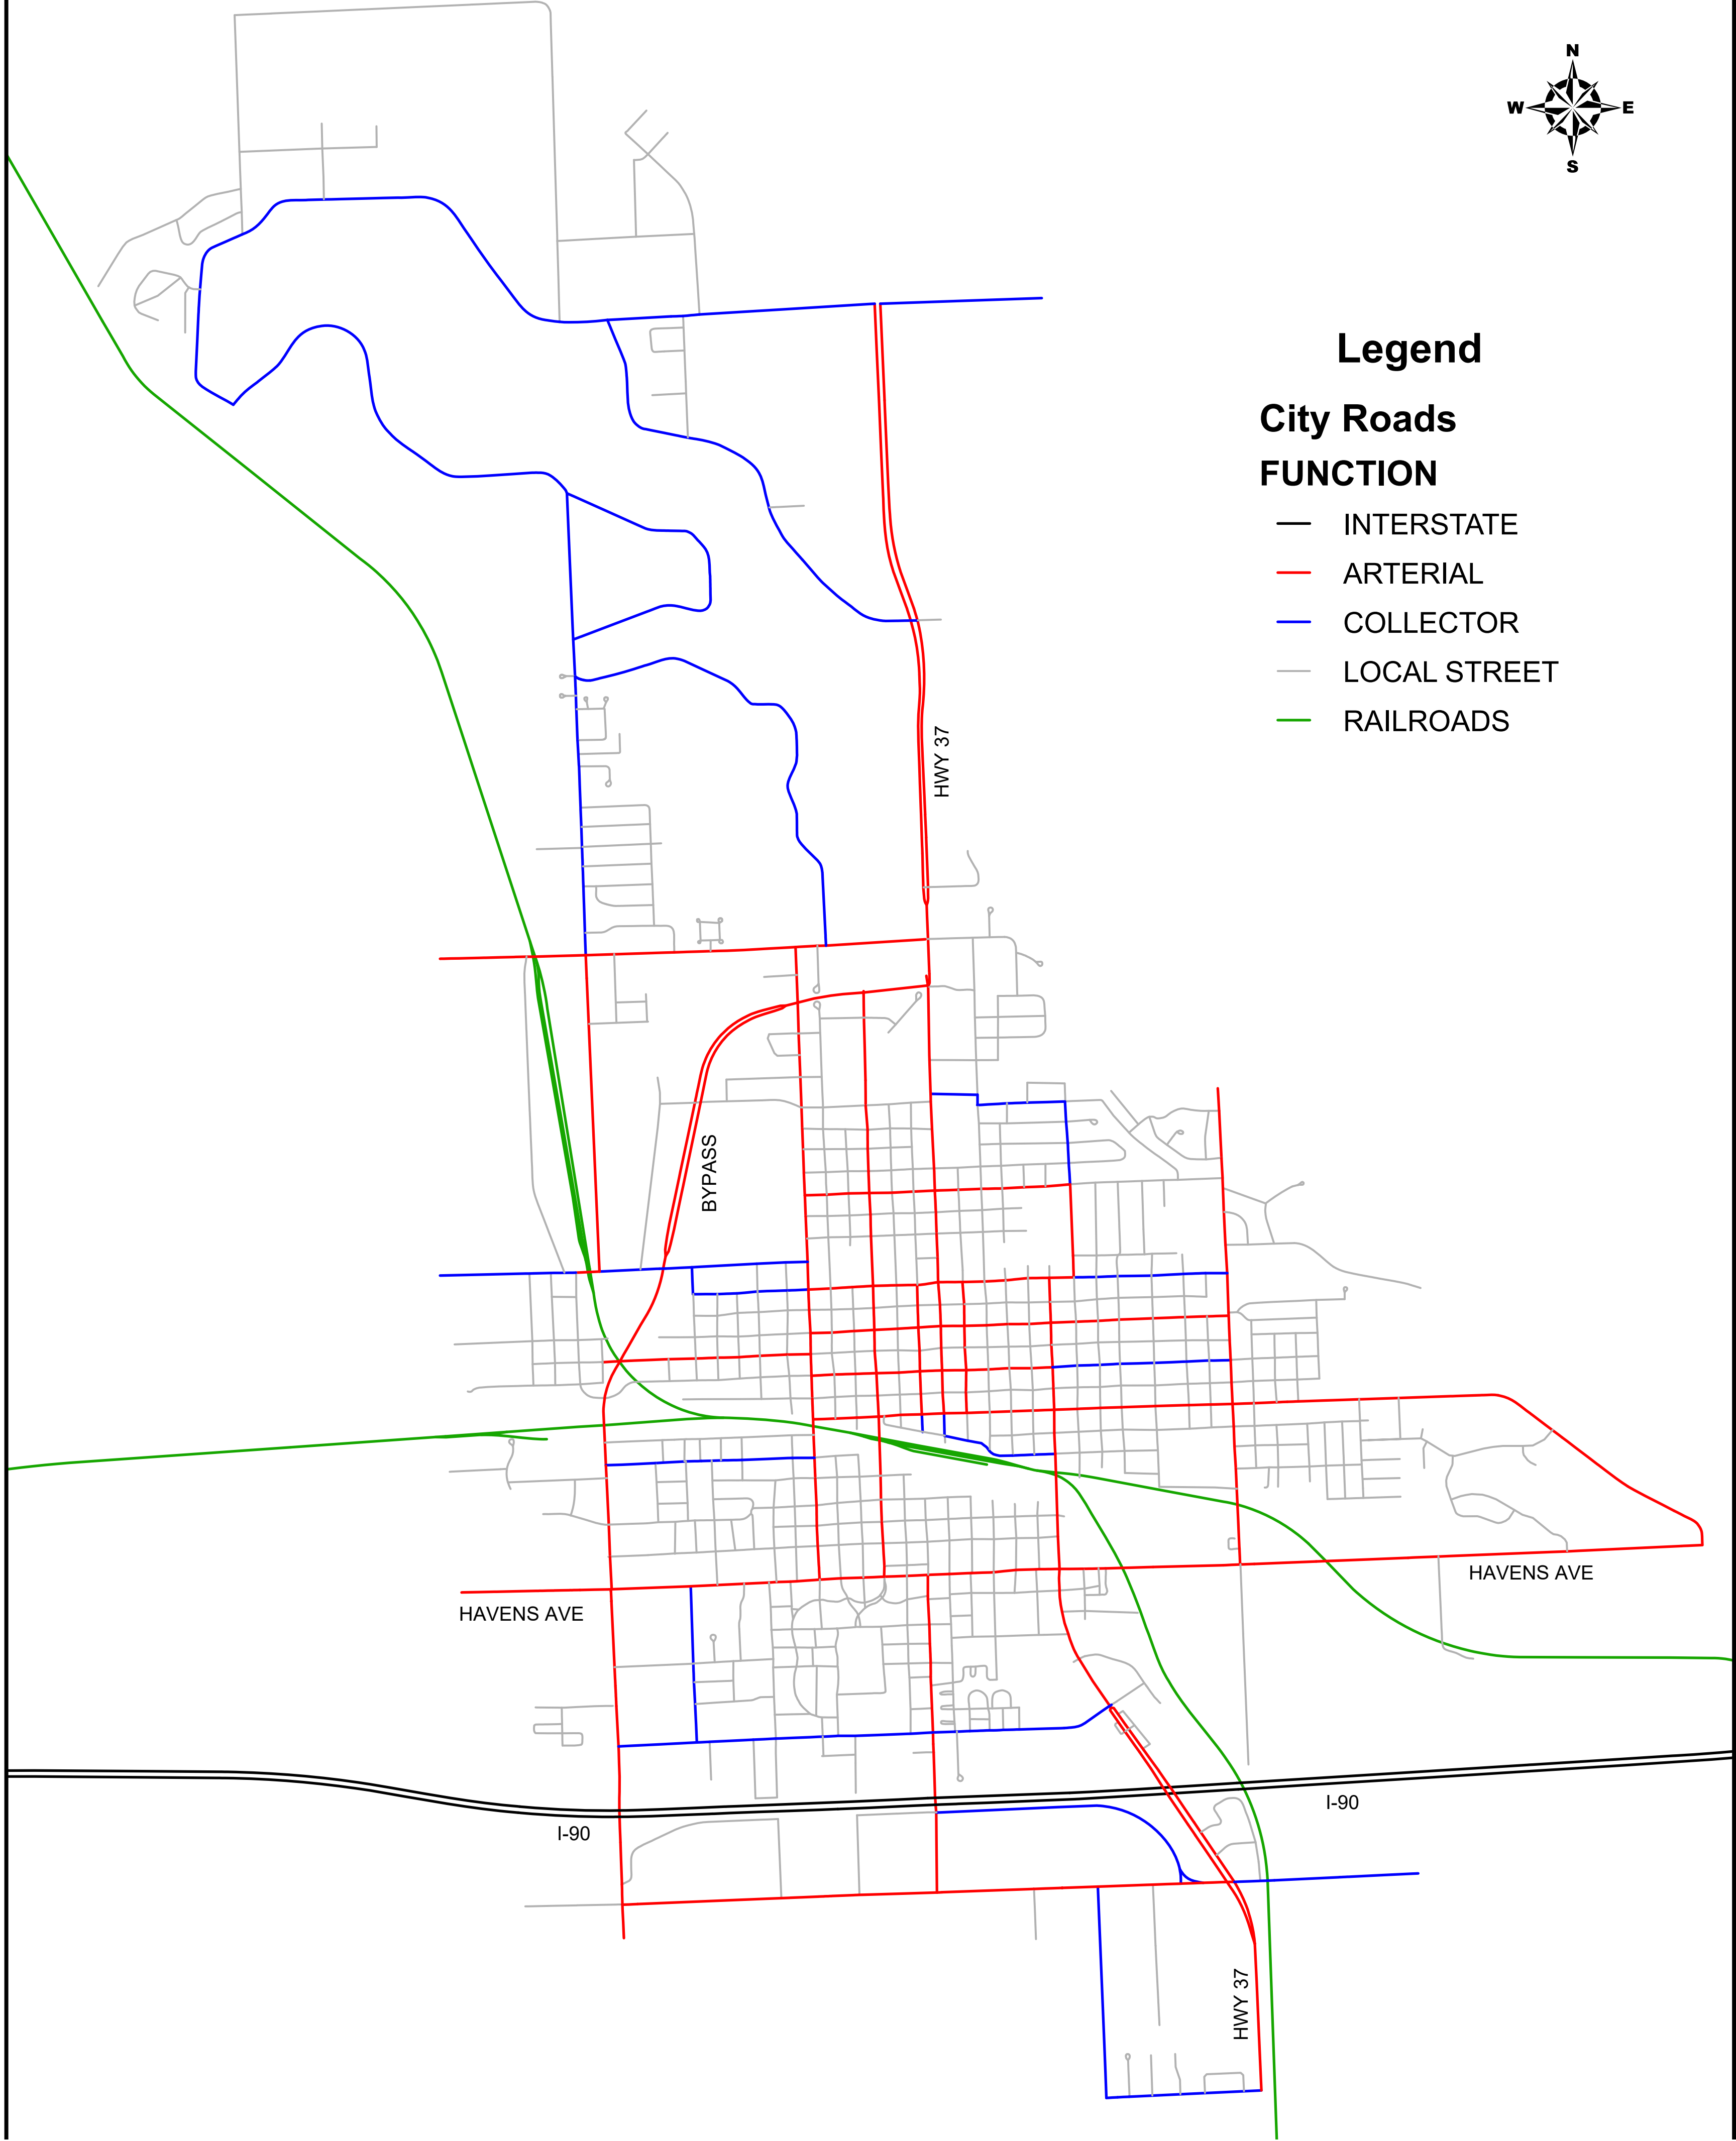 N
W E
S
Legend
City Roads
FUNCTION
INTERSTATE
ARTERIAL
COLLECTOR
LOCAL STREET
RAILROADS
HWY 37
BYPASS
HAVENS AVE
HAVENS AVE
I-90
I-90
HWY 37